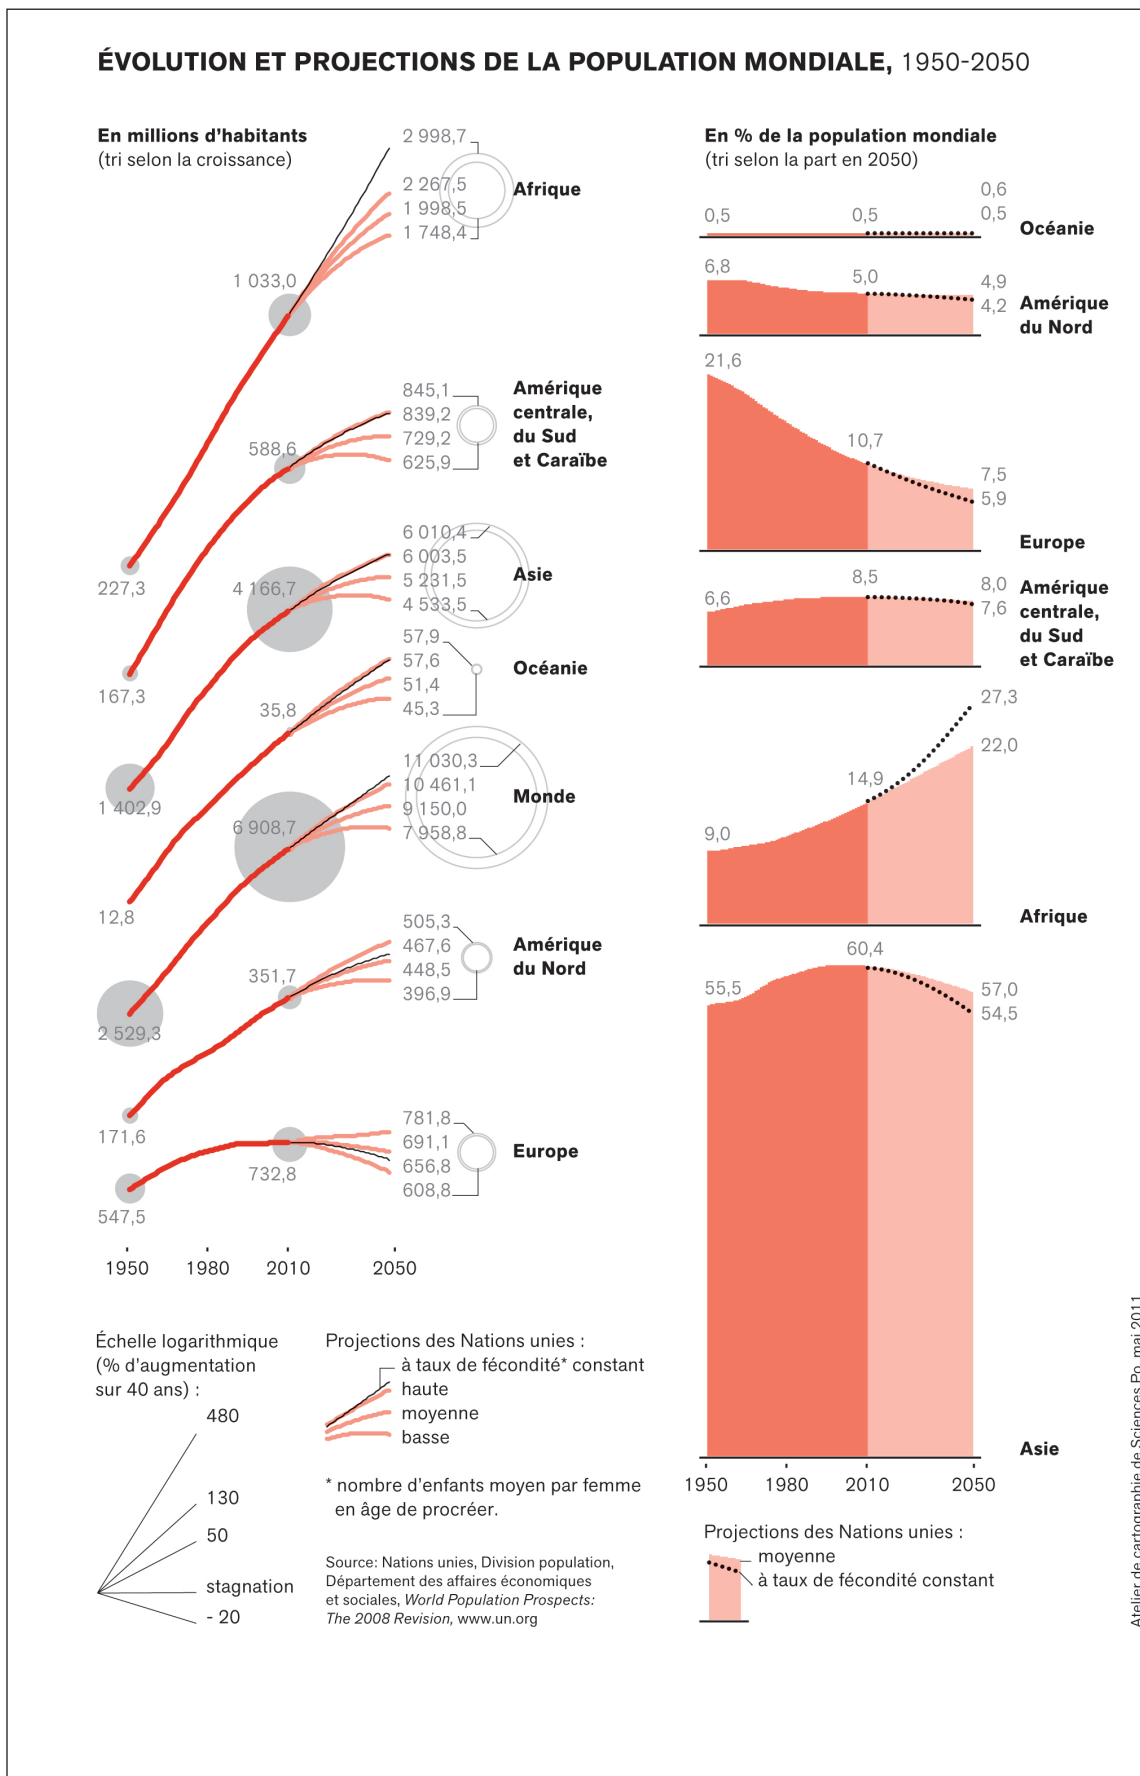 ÉVOLUTION ET PROJECTIONS DE LA POPULATION MONDIALE, 1950-2050
En millions d'habitants
(tri selon la croissance)
2 998,7
2 267,5
1 998,5
1 748,4
Afrique
1 033,0
227,3
845,1
839,2
729,2
625,9
Amérique
centrale,
du Sud
et Caraïbe
588,6
167,3
6 010,4
6 003,5
5 231,5
4 533,5
Asie
4 166,7
1 402,9
57,9
57,6
51,4
45,3
Océanie
35,8
12,8
11 030,3
10 461,1
9 150,0
7 958,8
Monde
6 908,7
2 529,3
505,3
467,6
448,5
396,9
Amérique
du Nord
351,7
171,6
781,8
691,1
656,8
608,8
Europe
732,8
547,5
1950 1980 2010 2050
Échelle logarithmique
(% d'augmentation
sur 40 ans) :
480
130
50
stagnation
- 20
Projections des Nations unies :
à taux de fécondité* constant
haute
moyenne
basse
* nombre d'enfants moyen par femme
en âge de procréer.
Source: Nations unies, Division population,
Département des affaires économiques
et sociales, World Population Prospects:
The 2008 Revision, www.un.org
En % de la population mondiale
(tri selon la part en 2050)
0,5 0,5 0,6
0,5
Océanie
6,8 5,0 4,9
4,2
Amérique
du Nord
21,6 10,7 7,5
5,9
Europe
6,6 8,5 8,0
7,6
Amérique
centrale,
du Sud
et Caraïbe
9,0 14,9 27,3
22,0
Afrique
55,5 60,4 57,0
54,5
Asie
1950 1980 2010 2050
Projections des Nations unies :
moyenne
à taux de fécondité constant
Atelier de cartographie de Sciences Po, mai 2011